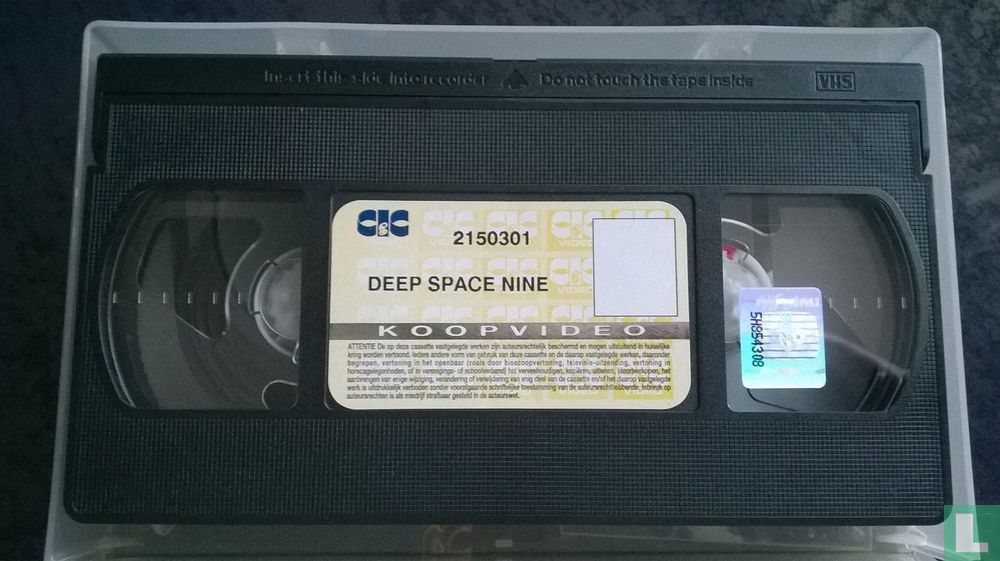 Insert this side into recorder Do not touch the tape inside VHS
CIC
2150301
DEEP SPACE NINE
KOOPVIDEO
ATTENTIE De op deze cassette vastgelegde werken zijn auteursrechtelijk beschermd en mogen uitsluitend in huiselijke
kring worden vertoond. Iedere andere vorm van gebruik van deze cassette en de daarop vastgelegde werken, daaronder
begrepen, vertoning in het openbaar (zoals door bioscoopvertoning, televisie-uitzending, vertoning in
horecagelegenheden, of in verenigings- of schoolverband) het verveelvoudigen, kopiëren, uitlenen, (door)verkopen, het
aanbrengen van enige wijziging, verandering of verwijdering van enig deel van de cassette en/of het daarop vastgelegde
werk is uitdrukkelijk verboden zonder voorafgaande schriftelijke toestemming van de auteursrechthebbende. Inbreuk op
auteursrechten is als misdrijf strafbaar gesteld in de auteurswet.
5H954308
L